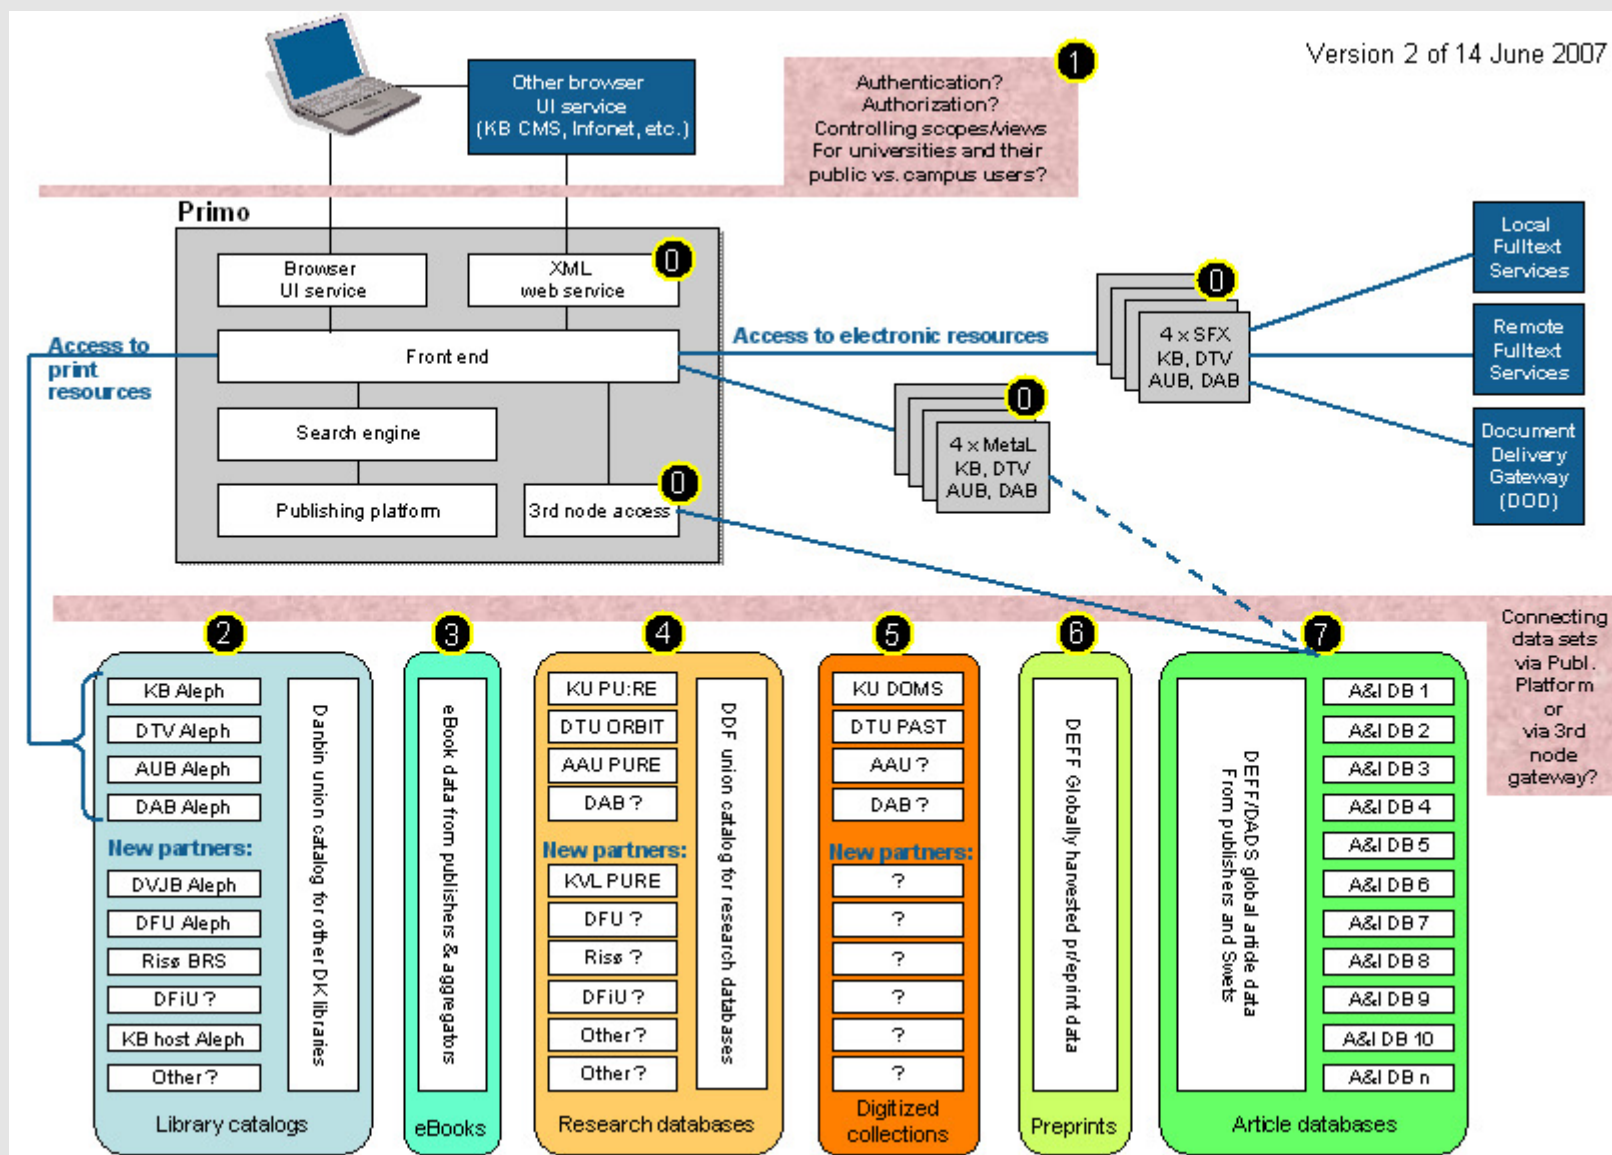 Version 2 of 14 June 2007
Other browser
UI service
(KB CMS, Infonet, etc.)
1
Authentication?
Authorization?
Controlling scopes/views
For universities and their
public vs. campus users?
Primo
Browser
UI service
XML
web service
0
Front end
Search engine
Publishing platform
3rd node access
0
Access to
print
resources
Access to electronic resources
0
4 x SFX
KB, DTV
AUB, DAB
0
4 x MetaL
KB, DTV
AUB, DAB
Local
Fulltext
Services
Remote
Fulltext
Services
Document
Delivery
Gateway
(DOD)
Connecting
data sets
via Publ.
Platform
or
via 3rd
node
gateway?
2
KB Aleph
DTV Aleph
AUB Aleph
DAB Aleph
New partners:
DVJB Aleph
DFU Aleph
Risø BRS
DFiU ?
KB host Aleph
Other ?
Danbin union catalog for other DK libraries
Library catalogs
3
eBook data from publishers & aggregators
eBooks
4
KU PU:RE
DTU ORBIT
AAU PURE
DAB ?
New partners:
KVL PURE
DFU ?
Risø ?
DFiU ?
Other ?
Other ?
DDF union catalog for research databases
Research databases
5
KU DOMS
DTU PAST
AAU ?
DAB ?
New partners:
?
?
?
?
?
?
Digitized
collections
6
DEFF Globally harvested pr/eprint data
Preprints
7
DEFF/DADS global article data
From publishers and Swets
A&I DB 1
A&I DB 2
A&I DB 3
A&I DB 4
A&I DB 5
A&I DB 6
A&I DB 7
A&I DB 8
A&I DB 9
A&I DB 10
A&I DB n
Article databases